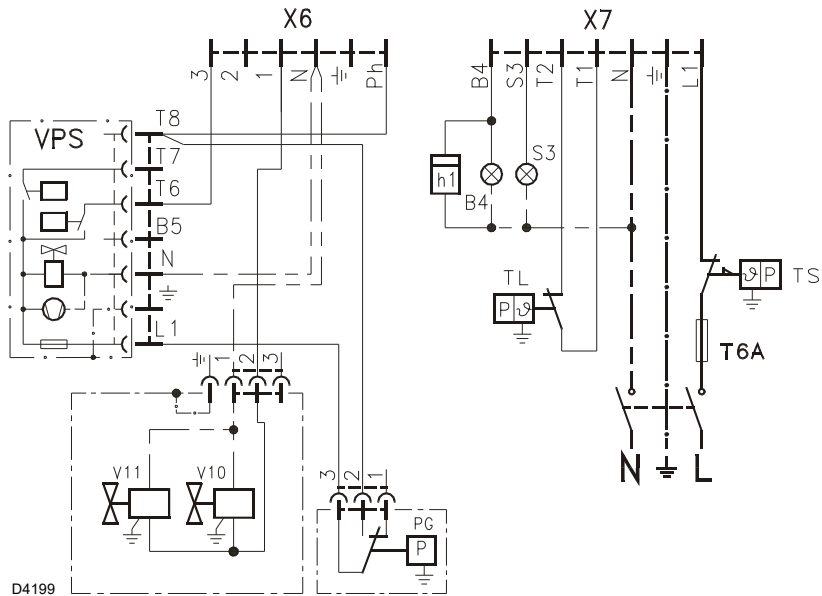 X6
X7
3 2 1 N Ph
B4 S3 T2 T1 N L1
VPS
T8
T7
T6
B5
N
L1
h1
B4
S3
TL
P ϑ
ϑ P
TS
T6A
1 2 3
V11
V10
3 2 1
PG
P
N
L
D4199